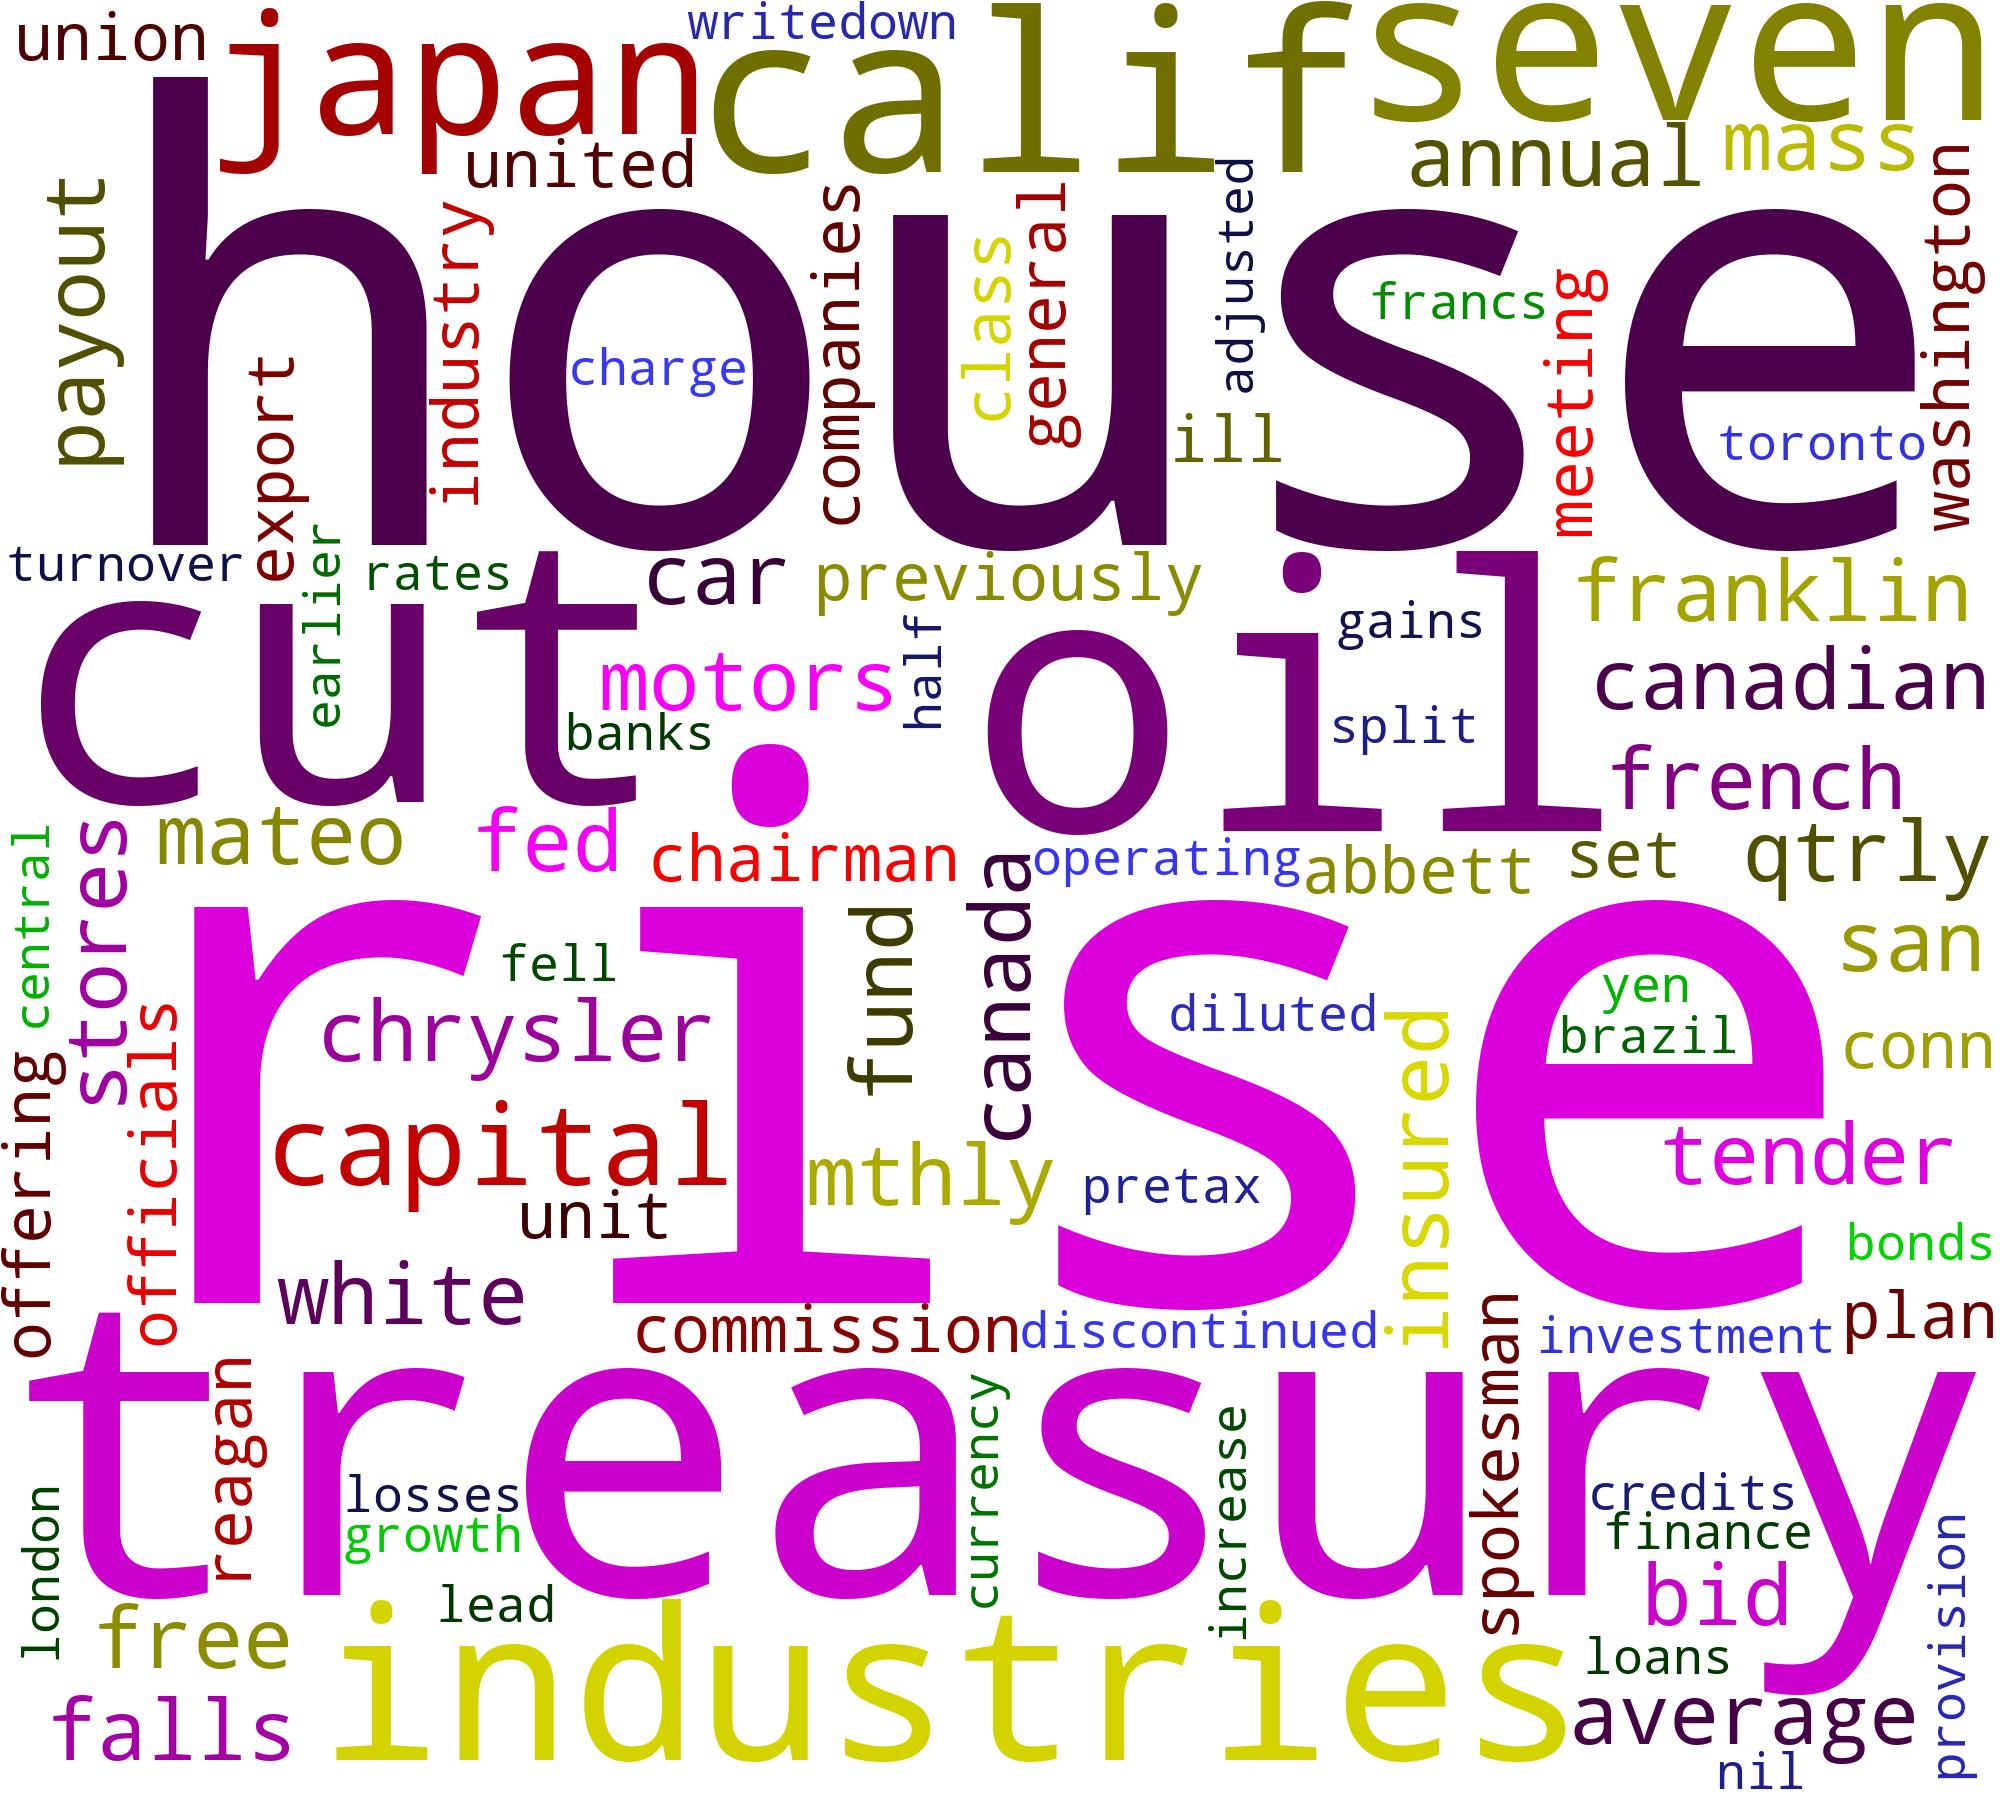 writedown
union
japan
calif
seven
united
annual
mass
payout
house
industry
companies
class
general
adjusted
francs
meeting
washington
export
charge
ill
toronto
turnover
earlier
rates
car
previously
franklin
cut
oil
gains
half
motors
canadian
banks
split
french
mateo
fed
chairman
operating
abbett
set
qtrly
central
stores
rise
fund
canada
san
fell
yen
diluted
brazil
chrysler
insured
conn
officials
offering
capital
mthly
tender
pretax
unit
bonds
white
commission
discontinued
spokesman
investment
plan
treasury
reagan
currency
increase
losses
credits
growth
finance
london
provision
bid
lead
free
industries
loans
falls
average
nil